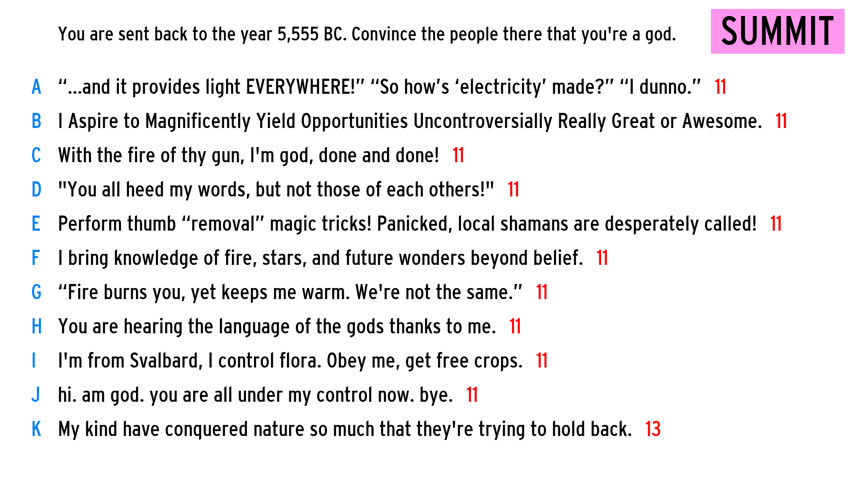 You are sent back to the year 5,555 BC. Convince the people there that you're a god.
SUMMIT
A “...and it provides light EVERYWHERE!” “So how’s ‘electricity’ made?” “I dunno.” 11
B I Aspire to Magnificently Yield Opportunities Uncontroversially Really Great or Awesome. 11
C With the fire of thy gun, I'm god, done and done! 11
D "You all heed my words, but not those of each others!" 11
E Perform thumb “removal” magic tricks! Panicked, local shamans are desperately called! 11
F I bring knowledge of fire, stars, and future wonders beyond belief. 11
G “Fire burns you, yet keeps me warm. We're not the same.” 11
H You are hearing the language of the gods thanks to me. 11
I I'm from Svalbard, I control flora. Obey me, get free crops. 11
J hi. am god. you are all under my control now. bye. 11
K My kind have conquered nature so much that they're trying to hold back. 13